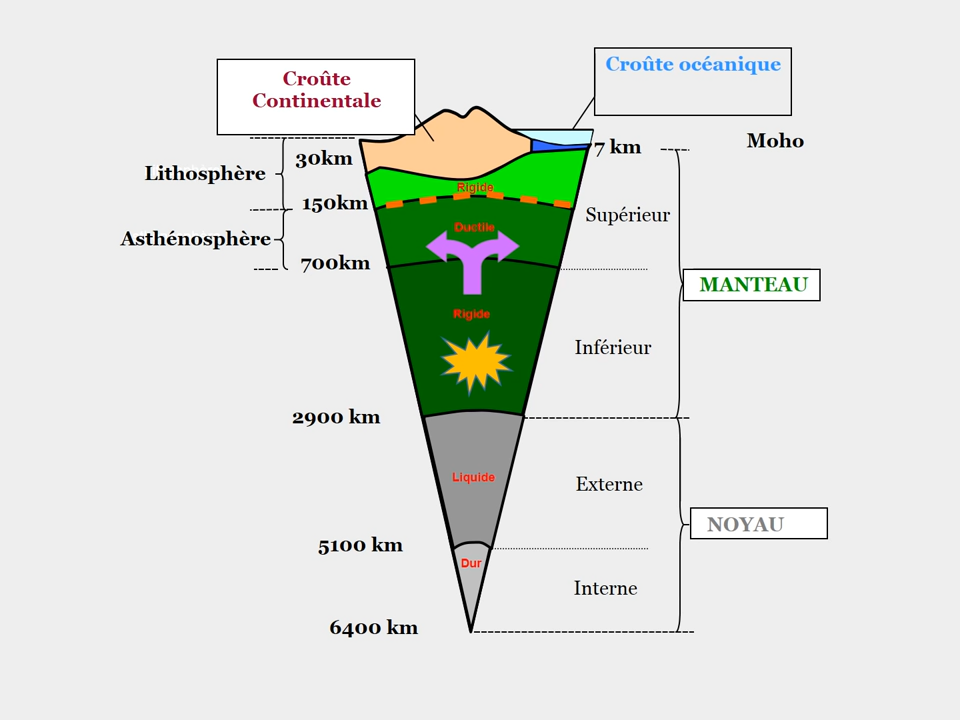 Croûte
Continentale
Croûte océanique
30km
7 km
Moho
Lithosphère
Rigide
150km
Supérieur
Ductile
Asthénosphère
700km
MANTEAU
Rigide
Inférieur
2900 km
Liquide
Externe
NOYAU
5100 km
Dur
Interne
6400 km